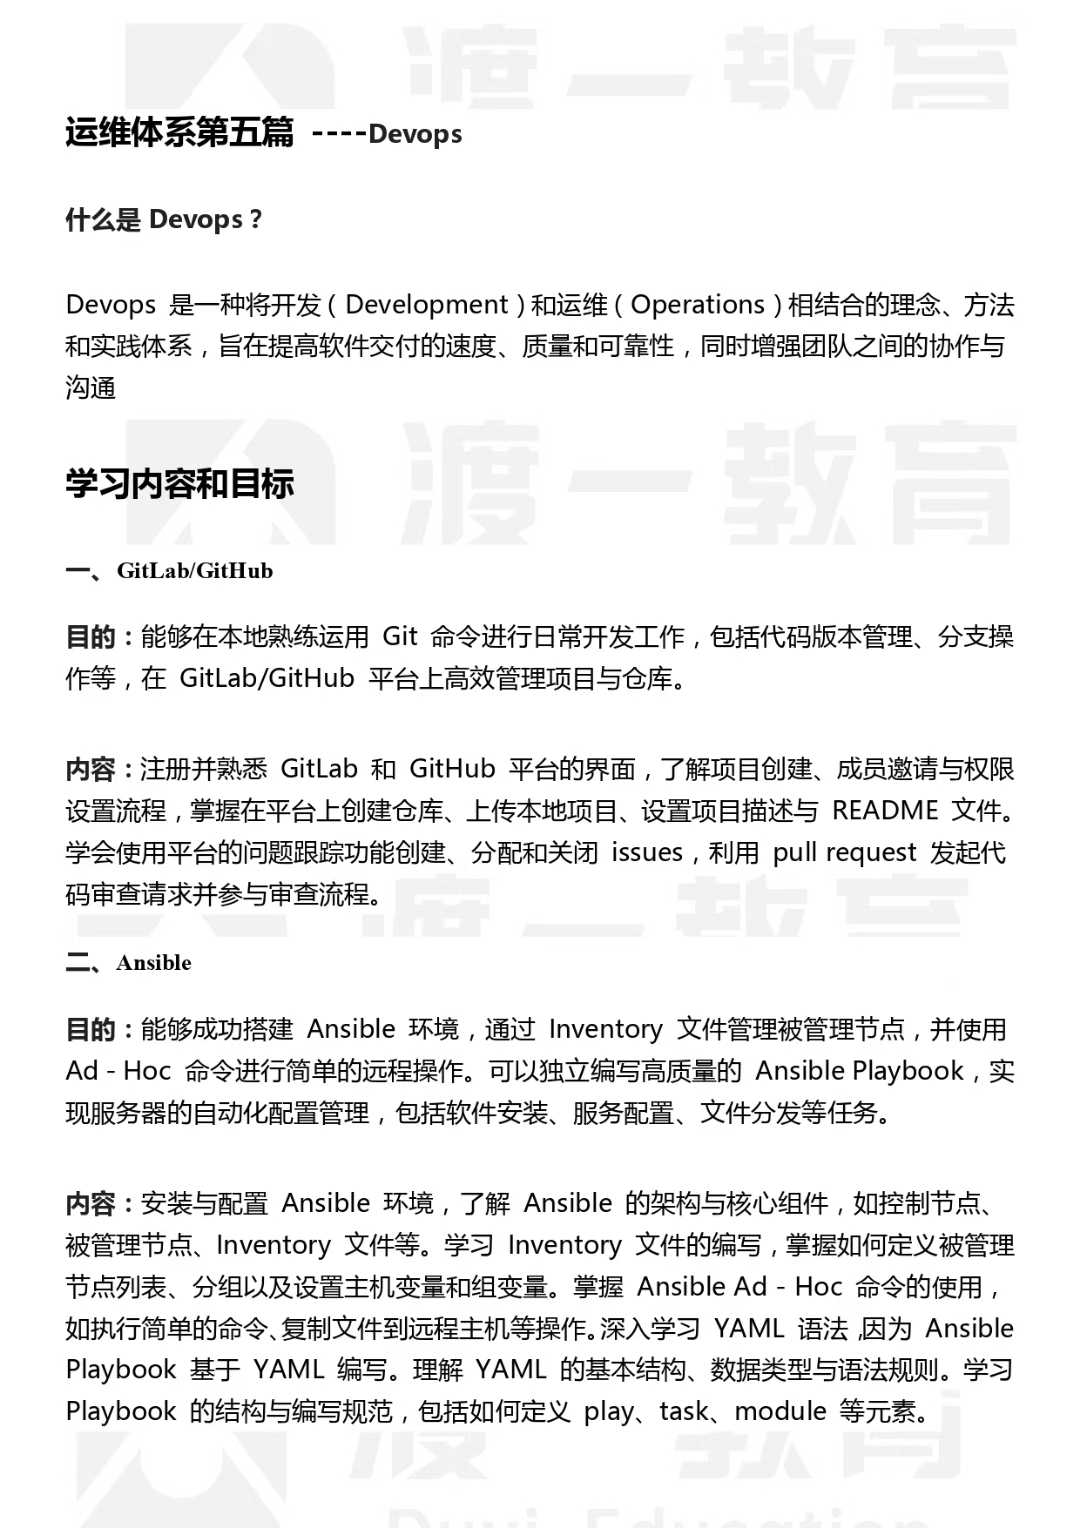 渡一教育
运维体系第五篇 ----Devops
什么是 Devops？
Devops 是一种将开发（Development）和运维（Operations）相结合的理念、方法
和实践体系，旨在提高软件交付的速度、质量和可靠性，同时增强团队之间的协作与
沟通
渡一教育
学习内容和目标
一、GitLab/GitHub
目的：能够在本地熟练运用 Git 命令进行日常开发工作，包括代码版本管理、分支操
作等，在 GitLab/GitHub 平台上高效管理项目与仓库。
内容：注册并熟悉 GitLab 和 GitHub 平台的界面，了解项目创建、成员邀请与权限
设置流程，掌握在平台上创建仓库、上传本地项目、设置项目描述与 README 文件。
学会使用平台的问题跟踪功能创建、分配和关闭 issues，利用 pull request 发起代
码审查请求并参与审查流程。
渡一教育
二、Ansible
目的：能够成功搭建 Ansible 环境，通过 Inventory 文件管理被管理节点，并使用
Ad - Hoc 命令进行简单的远程操作。可以独立编写高质量的 Ansible Playbook，实
现服务器的自动化配置管理，包括软件安装、服务配置、文件分发等任务。
内容：安装与配置 Ansible 环境，了解 Ansible 的架构与核心组件，如控制节点、
被管理节点、Inventory 文件等。学习 Inventory 文件的编写，掌握如何定义被管理
节点列表、分组以及设置主机变量和组变量。掌握 Ansible Ad - Hoc 命令的使用，
如执行简单的命令、复制文件到远程主机等操作。深入学习 YAML 语法，因为 Ansible
Playbook 基于 YAML 编写。理解 YAML 的基本结构、数据类型与语法规则。学习
Playbook 的结构与编写规范，包括如何定义 play、task、module 等元素。
渡一教育
Duyi Education